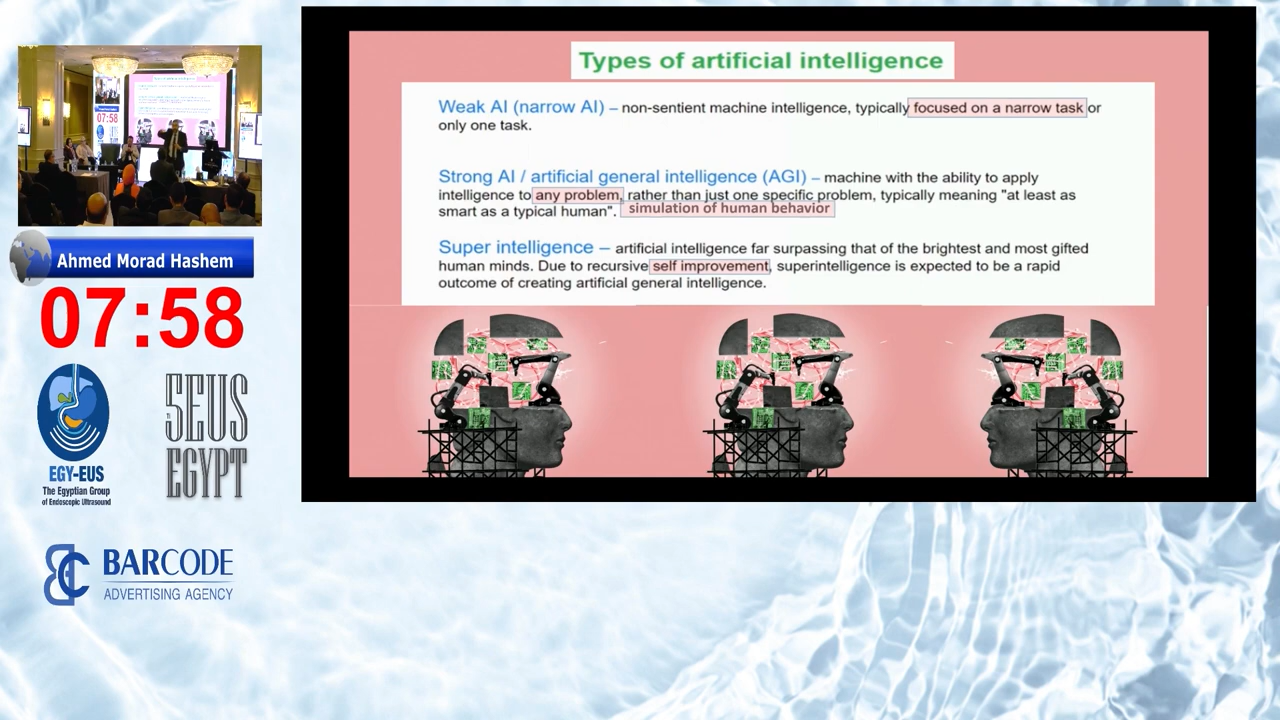 07:58
Ahmed Morad Hashem
07:58
EGY-EUS
The Egyptian Group
of Endoscopic Ultrasound
5EUS
EGYPT
BARCODE
ADVERTISING AGENCY
Types of artificial intelligence
Weak AI (narrow AI) – non-sentient machine intelligence, typically focused on a narrow task or
only one task.
Strong AI / artificial general intelligence (AGI) – machine with the ability to apply
intelligence to any problem, rather than just one specific problem, typically meaning "at least as
smart as a typical human". simulation of human behavior
Super intelligence – artificial intelligence far surpassing that of the brightest and most gifted
human minds. Due to recursive self improvement, superintelligence is expected to be a rapid
outcome of creating artificial general intelligence.